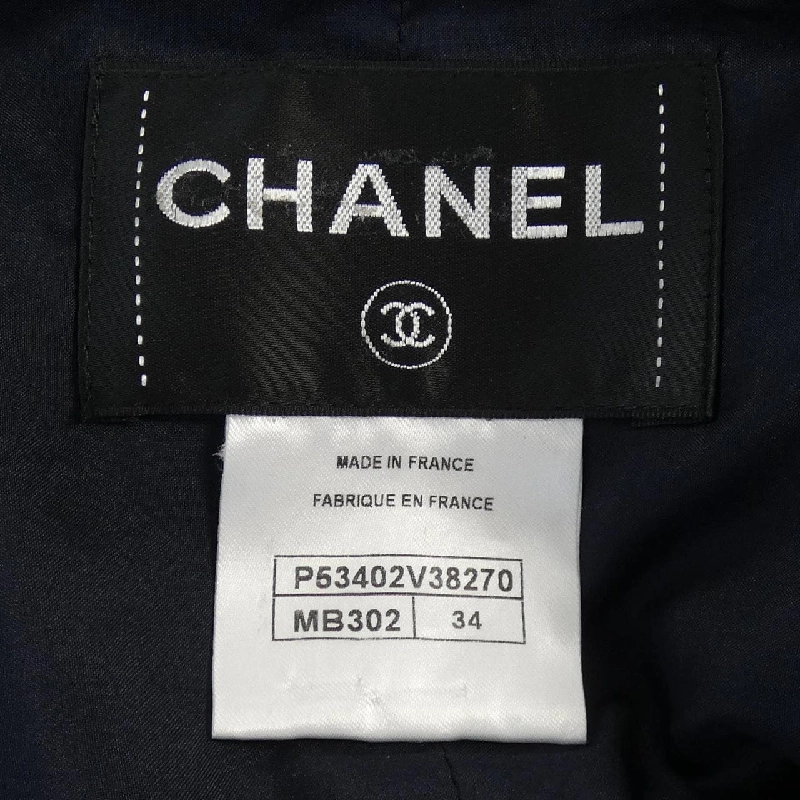 CHANEL
MADE IN FRANCE
FABRIQUE EN FRANCE
P53402V38270
MB302 34